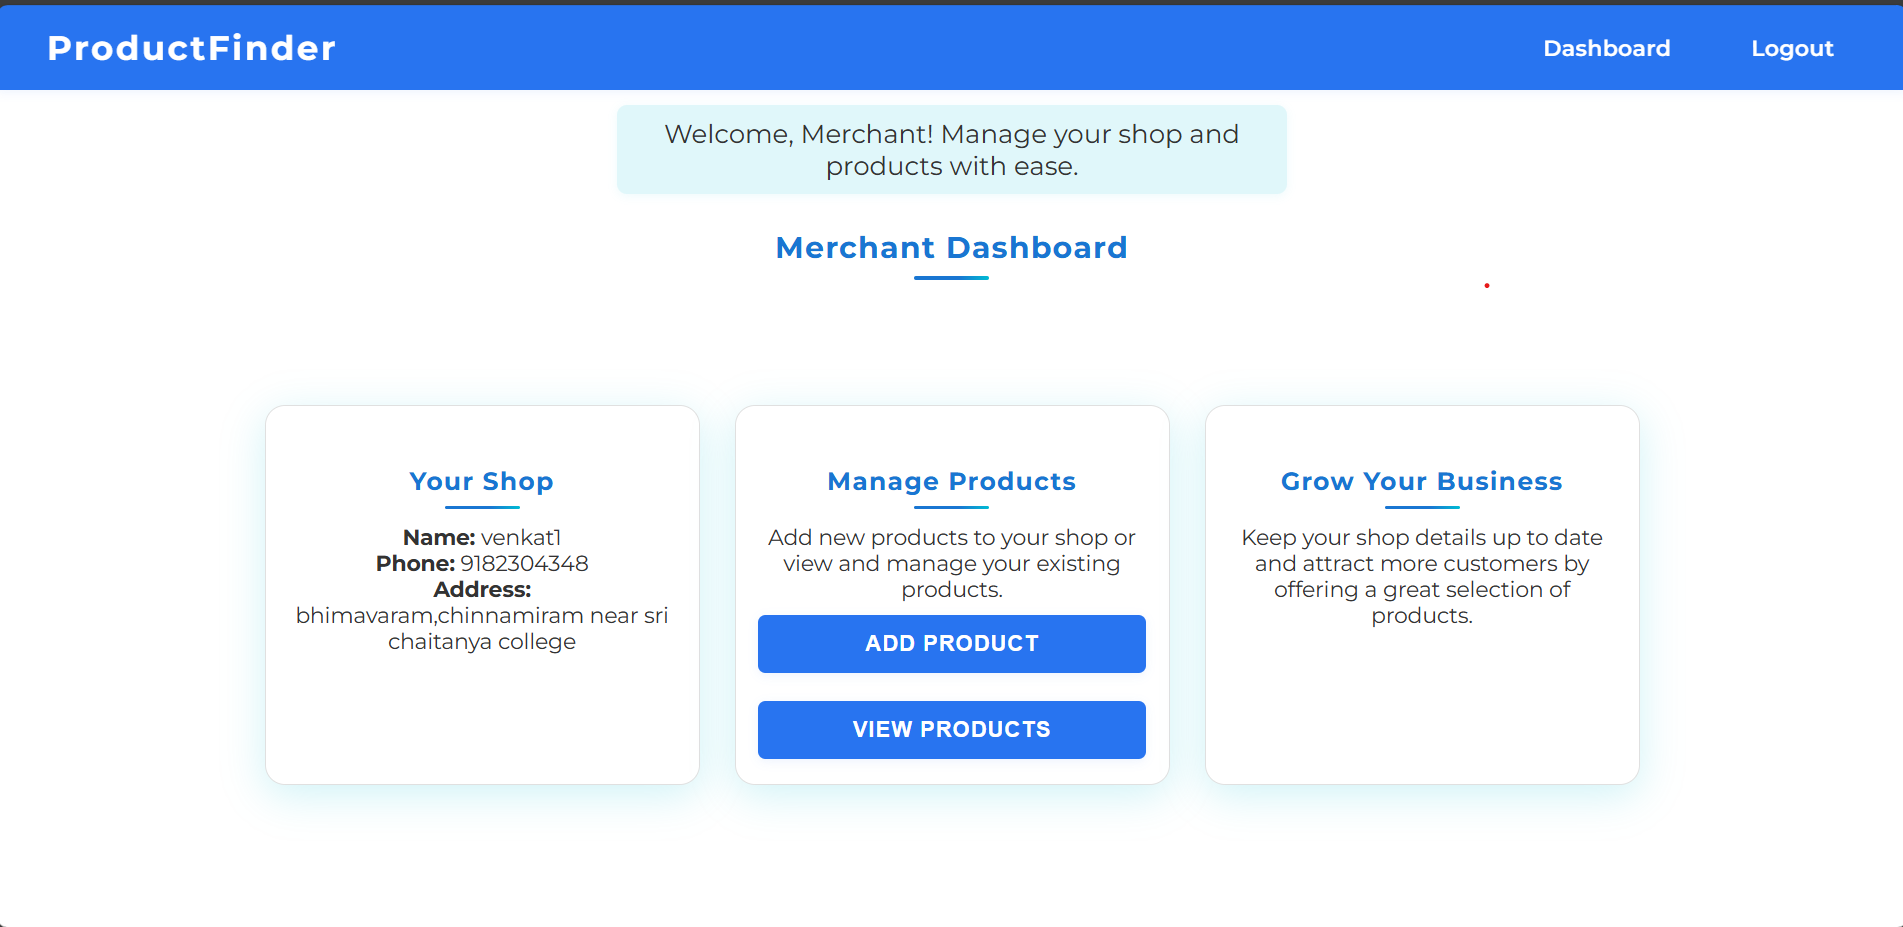 ProductFinder
Dashboard
Logout
Welcome, Merchant! Manage your shop and
products with ease.
Merchant Dashboard
Your Shop
Name: venkat1
Phone: 9182304348
Address:
bhimavaram,chinnamiram near sri
chaitanya college
Manage Products
Add new products to your shop or
view and manage your existing
products.
ADD PRODUCT
VIEW PRODUCTS
Grow Your Business
Keep your shop details up to date
and attract more customers by
offering a great selection of
products.